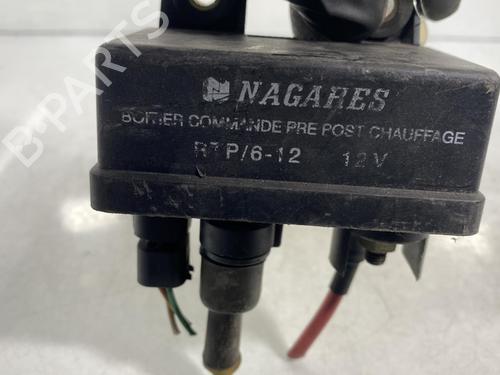 NAGARES
BOITIER COMMANDE PRE POST CHAUFFAGE
P/6-12 12V
B-PARTS